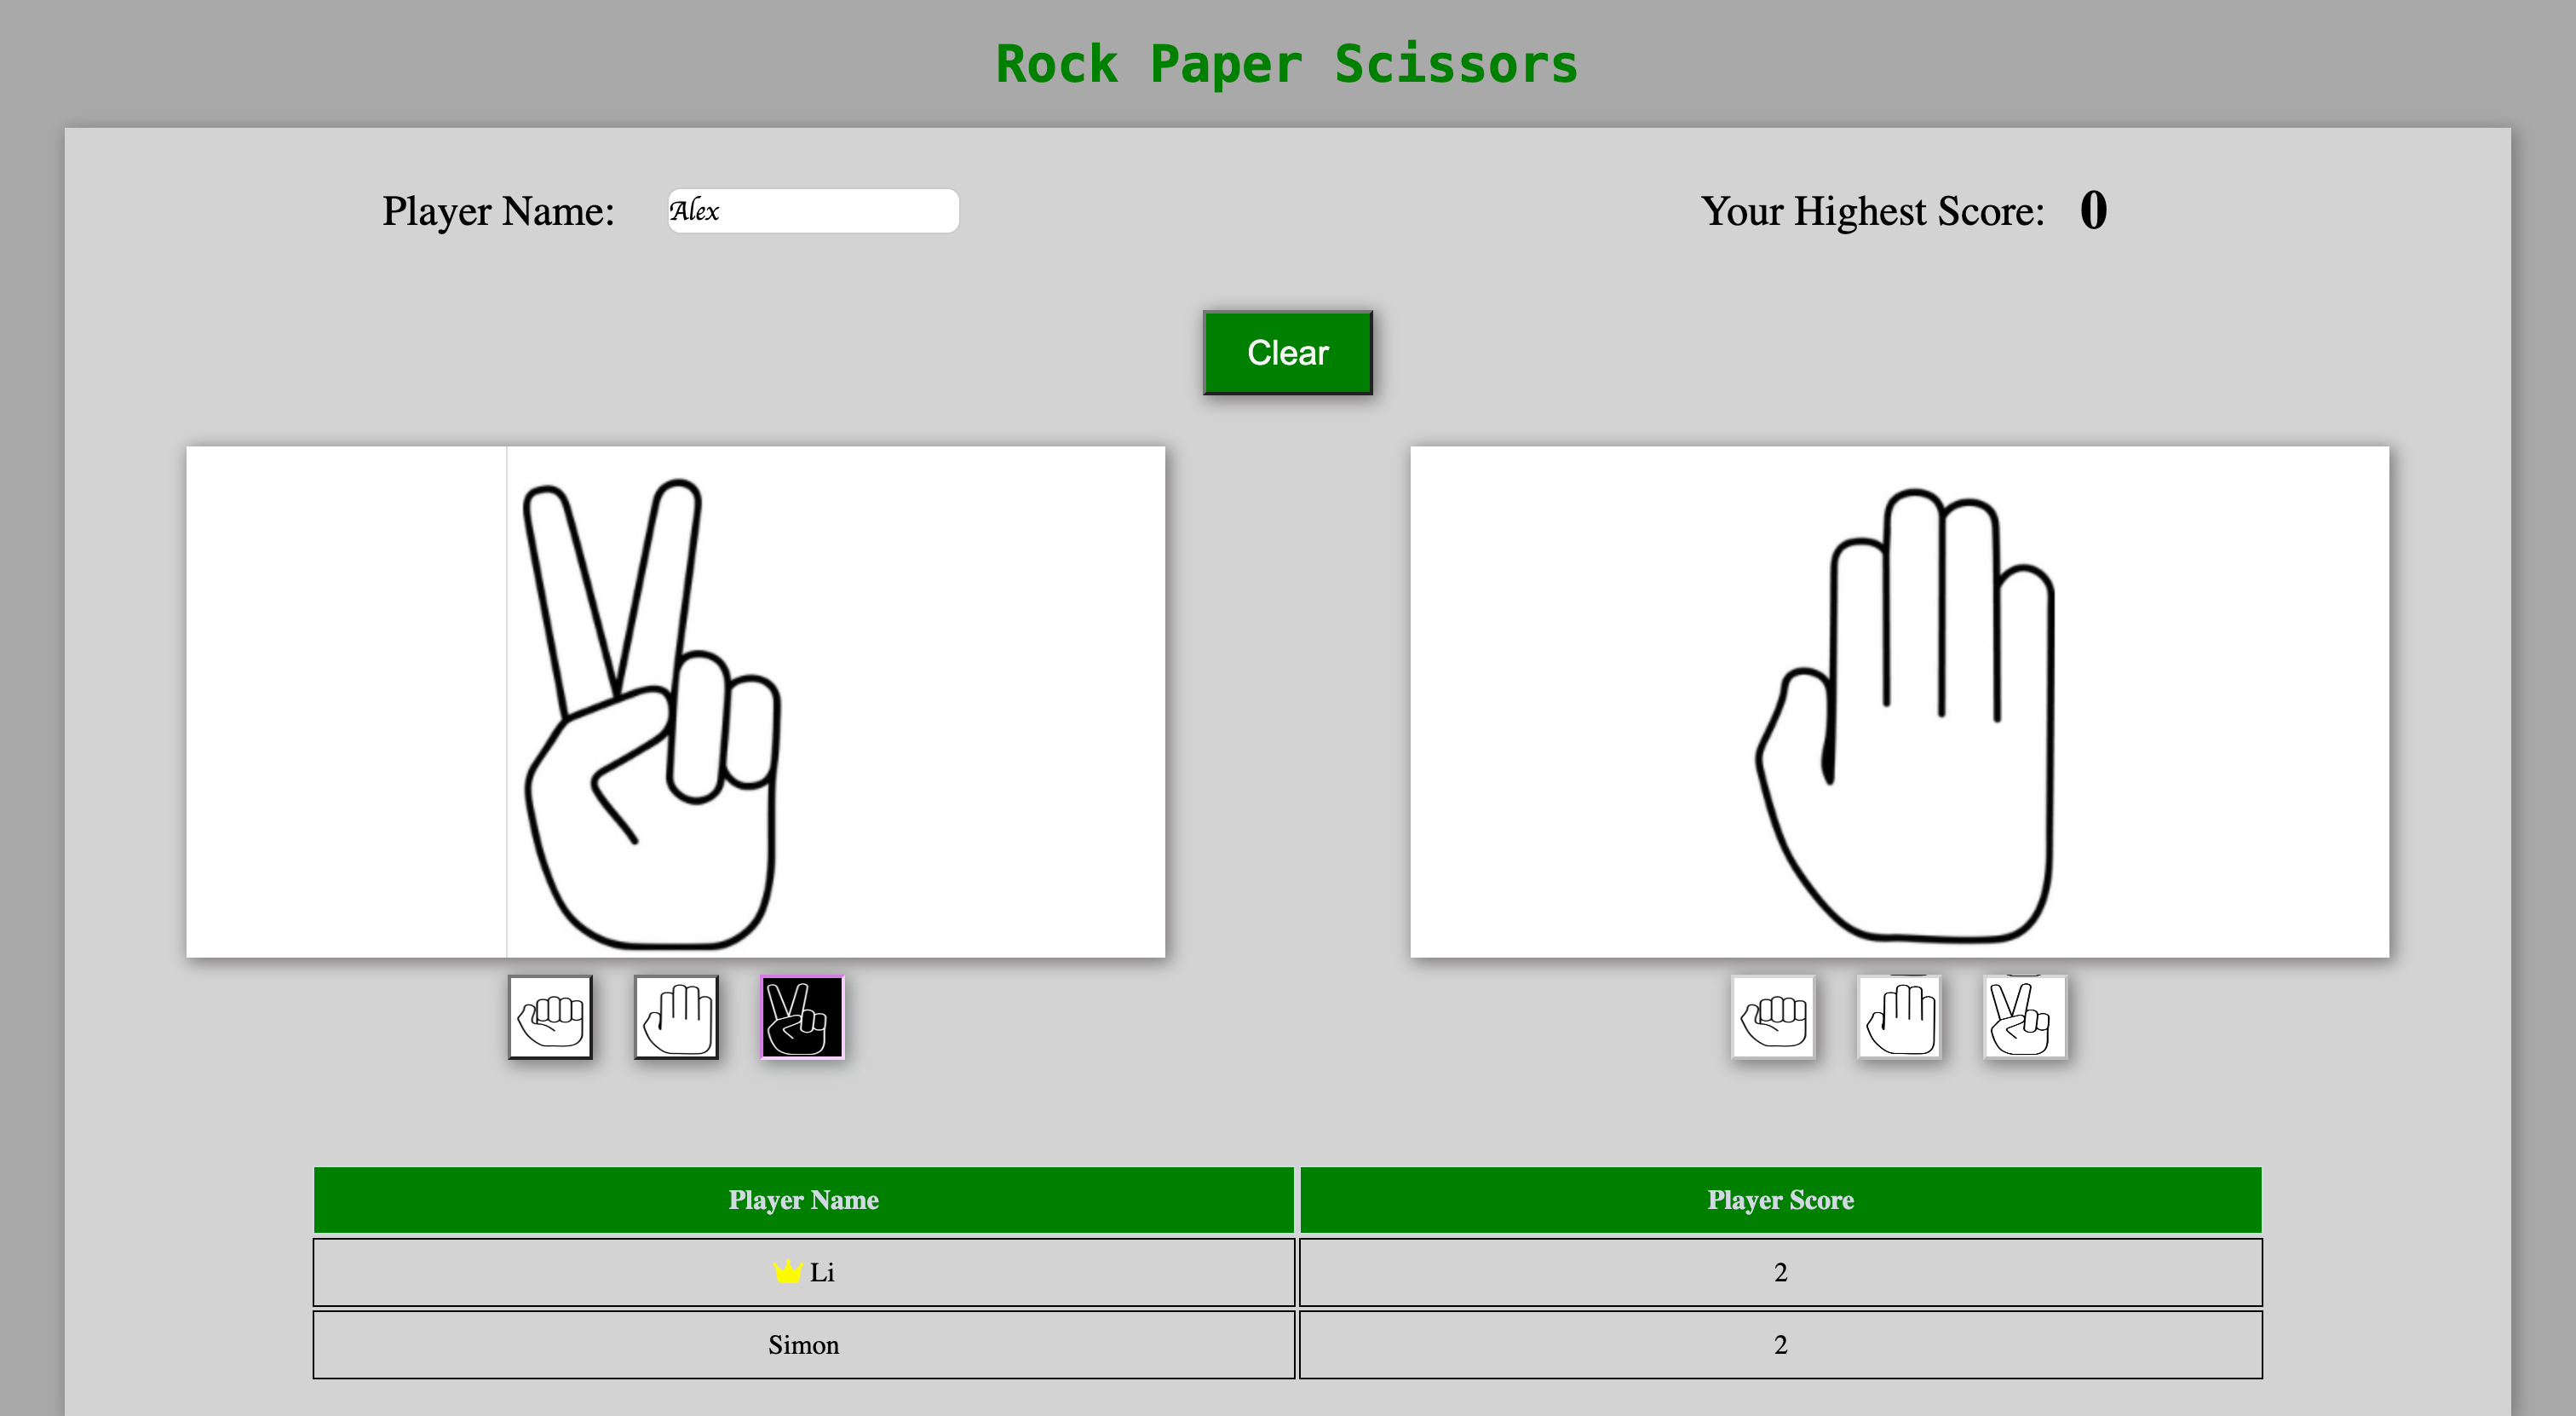 Rock Paper Scissors
Player Name: Alex Your Highest Score: 0
Clear
Player Name Player Score
Li 2
Simon 2